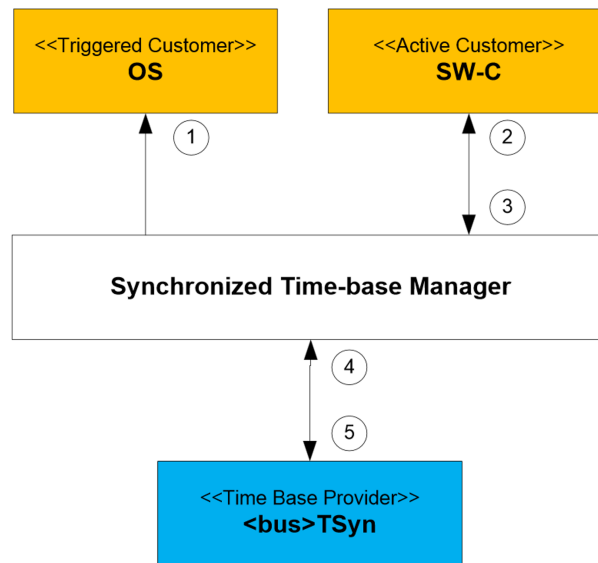 <<Triggered Customer>>
OS
<<Active Customer>>
SW-C
1
2
3
Synchronized Time-base Manager
4
5
<<Time Base Provider>>
<bus>TSyn